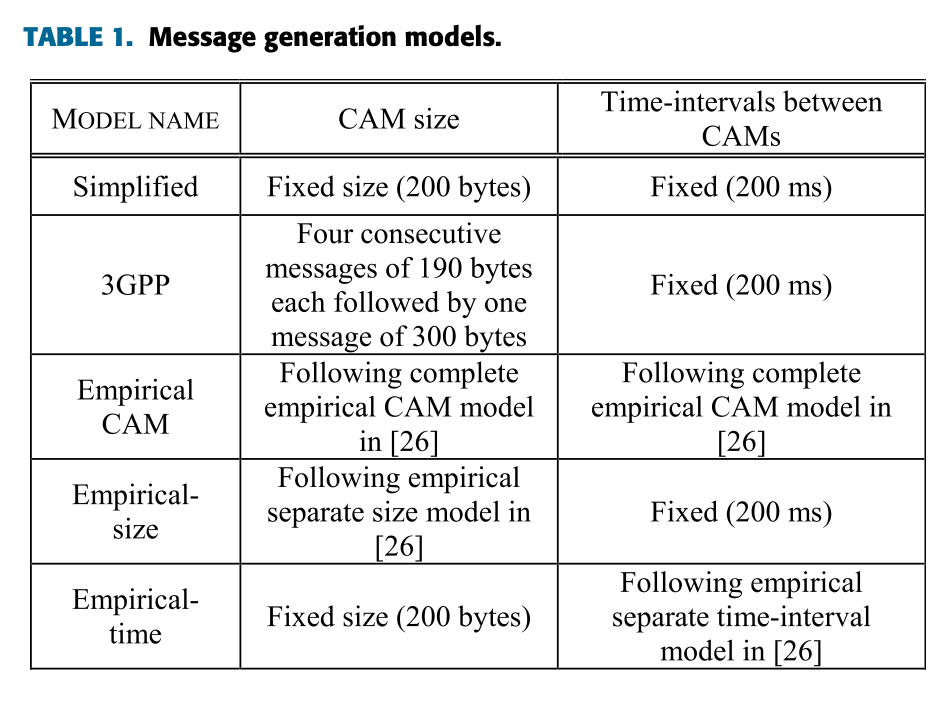 TABLE 1. Message generation models.
MODEL NAME
CAM size
Time-intervals between
CAMs
Simplified
Fixed size (200 bytes)
Fixed (200 ms)
3GPP
Four consecutive
messages of 190 bytes
each followed by one
message of 300 bytes
Fixed (200 ms)
Empirical
CAM
Following complete
empirical CAM model
in [26]
Following complete
empirical CAM model in
[26]
Empirical-
size
Following empirical
separate size model in
[26]
Fixed (200 ms)
Empirical-
time
Fixed size (200 bytes)
Following empirical
separate time-interval
model in [26]